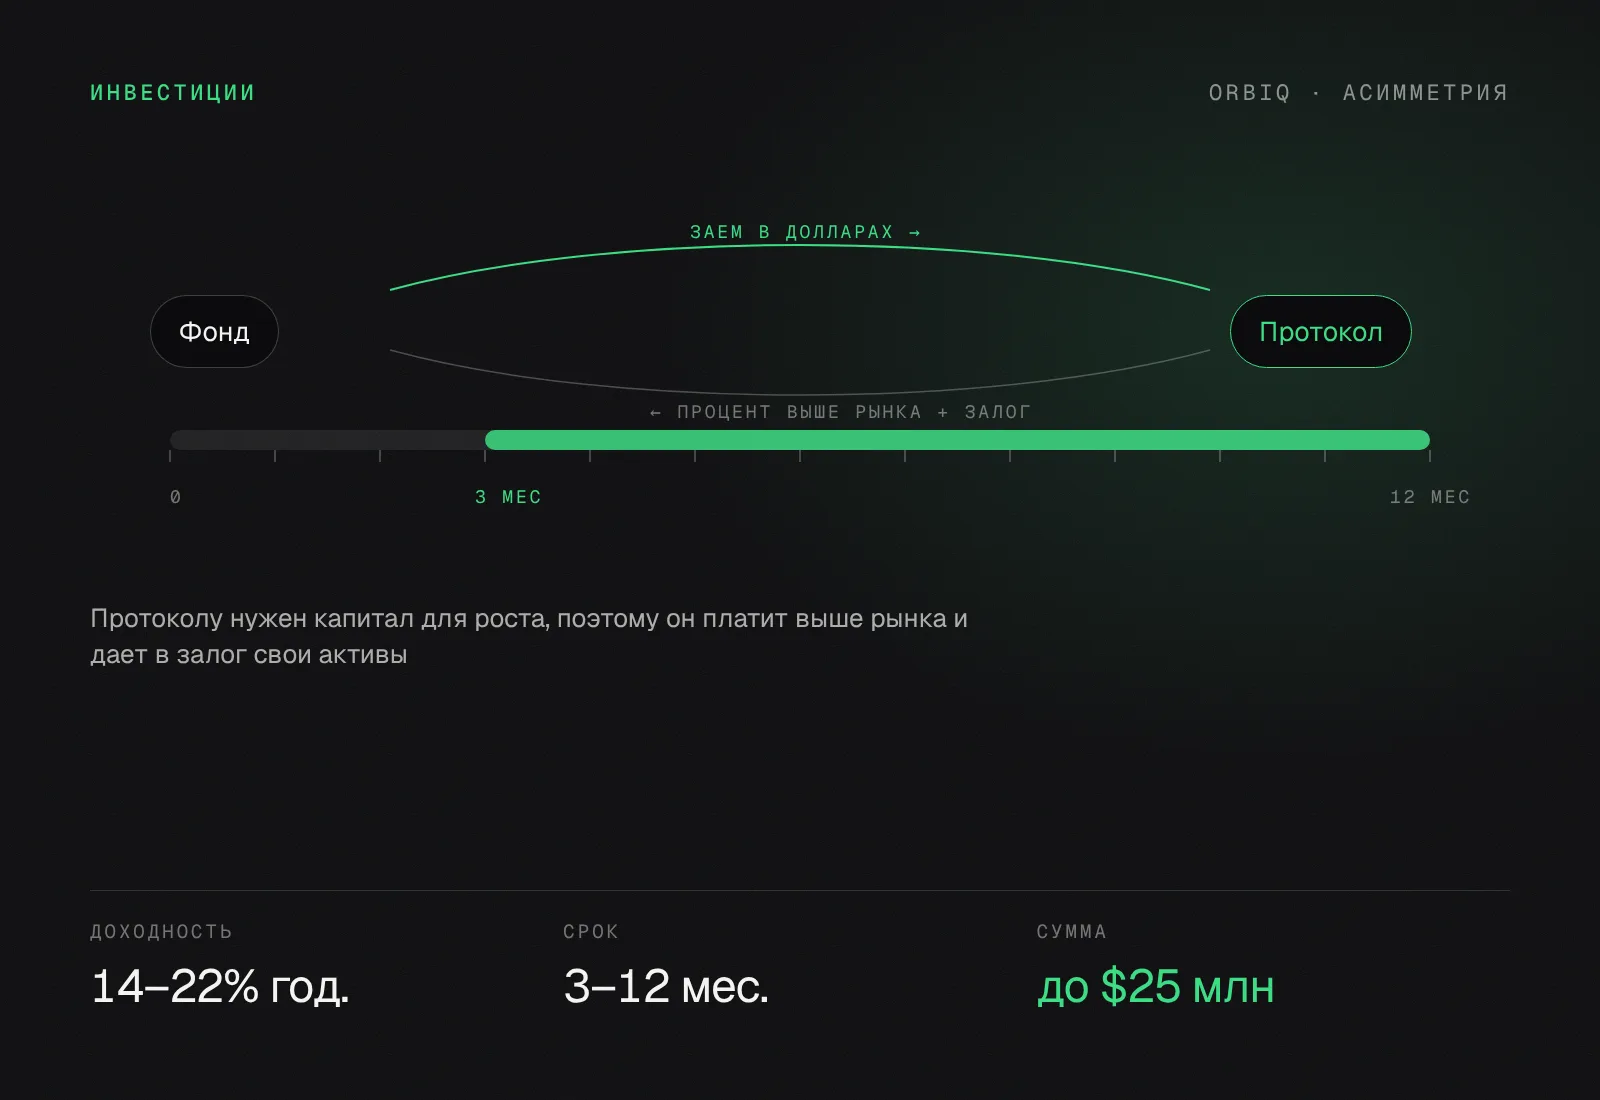 ИНВЕСТИЦИИ
ORBIQ · АСИММЕТРИЯ
ЗАЕМ В ДОЛЛАРАХ →
Фонд
Протокол
← ПРОЦЕНТ ВЫШЕ РЫНКА + ЗАЛОГ
0
3 МЕС
12 МЕС
Протоколу нужен капитал для роста, поэтому он платит выше рынка и
дает в залог свои активы
ДОХОДНОСТЬ
СРОК
СУММА
14–22% год.
3–12 мес.
до $25 млн